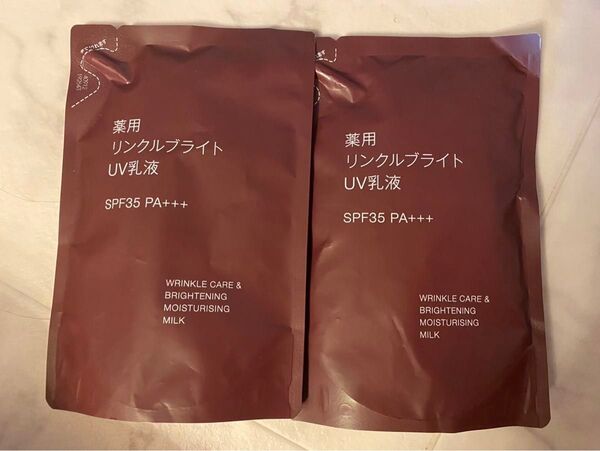 薬用
リンクルブライト
UV乳液
SPF35 PA+++
WRINKLE CARE &
BRIGHTENING
MOISTURISING
MILK
薬用
リンクルブライト
UV乳液
SPF35 PA+++
WRINKLE CARE &
BRIGHTENING
MOISTURISING
MILK